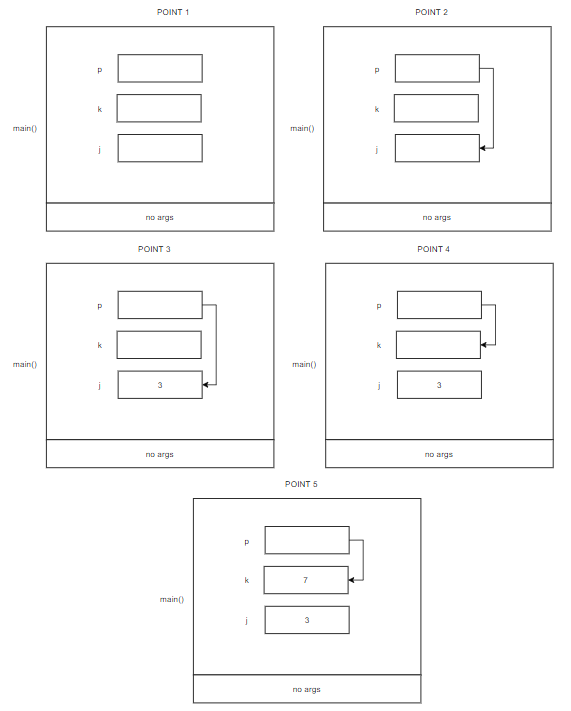 POINT 1
p
k
main()
j
no args
POINT 2
p
k
main()
j
no args
POINT 3
p
k
main()
j
3
no args
POINT 4
p
k
main()
j
3
no args
POINT 5
p
k
7
main()
j
3
no args